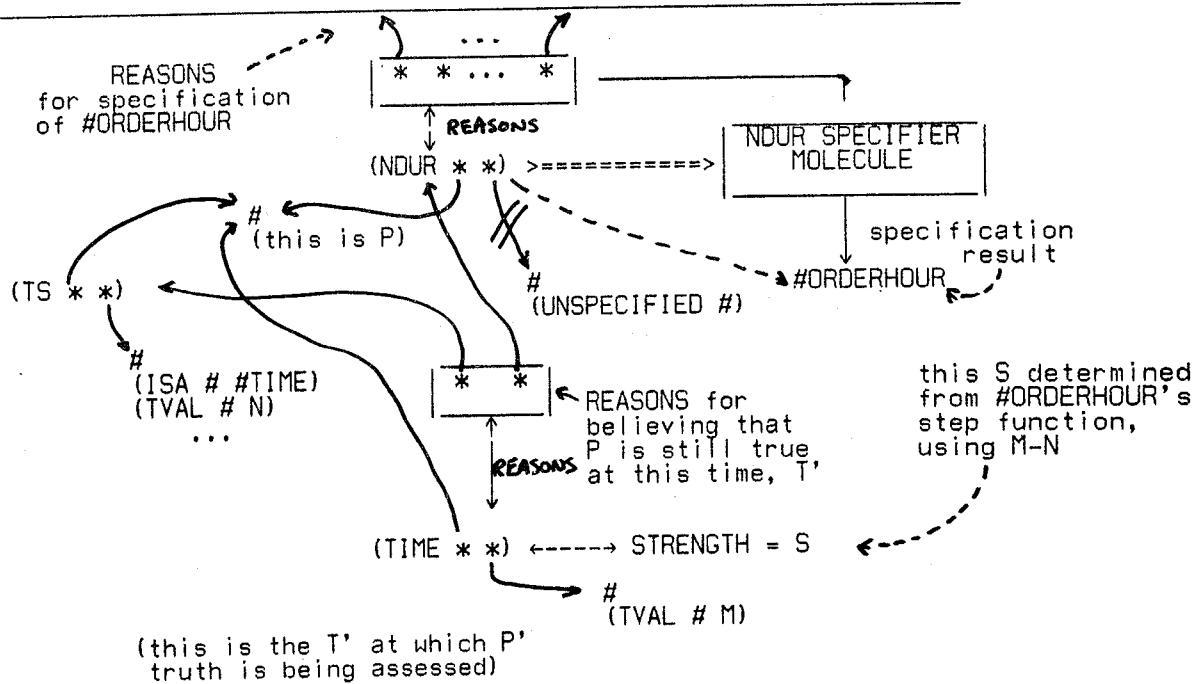 ...
REASONS
for specification
of #ORDERHOUR
* * ... *
REASONS
(NDUR * *) >===========>
NDUR SPECIFIER
MOLECULE
#
(this is P)
specification
result
#ORDERHOUR
#
(UNSPECIFIED #)
(TS * *)
#
(ISA # #TIME)
(TVAL # N)
...
* *
REASONS for
believing that
P is still true
at this time, T'
this S determined
from #ORDERHOUR's
step function,
using M-N
REASONS
(TIME * *) <-----> STRENGTH = S
#
(TVAL # M)
(this is the T' at which P'
truth is being assessed)